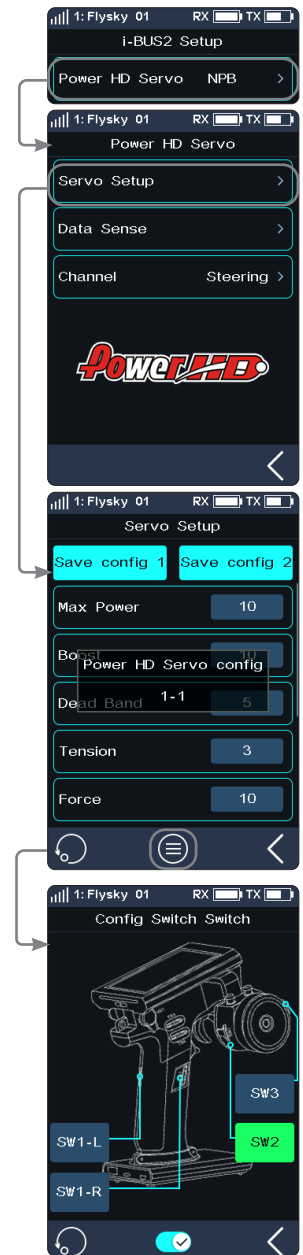 1: Flysky 01 RX TX
i-BUS2 Setup
Power HD Servo NPB >
1: Flysky 01 RX TX
Power HD Servo
Servo Setup >
Data Sense >
Channel Steering >
Power HD
1: Flysky 01 RX TX
Servo Setup
Save config 1 Save config 2
Max Power 10
Boost 10
Power HD Servo config
1-1
Dead Band 5
Tension 3
Force 10
1: Flysky 01 RX TX
Config Switch Switch
SW3
SW1-L SW2
SW1-R